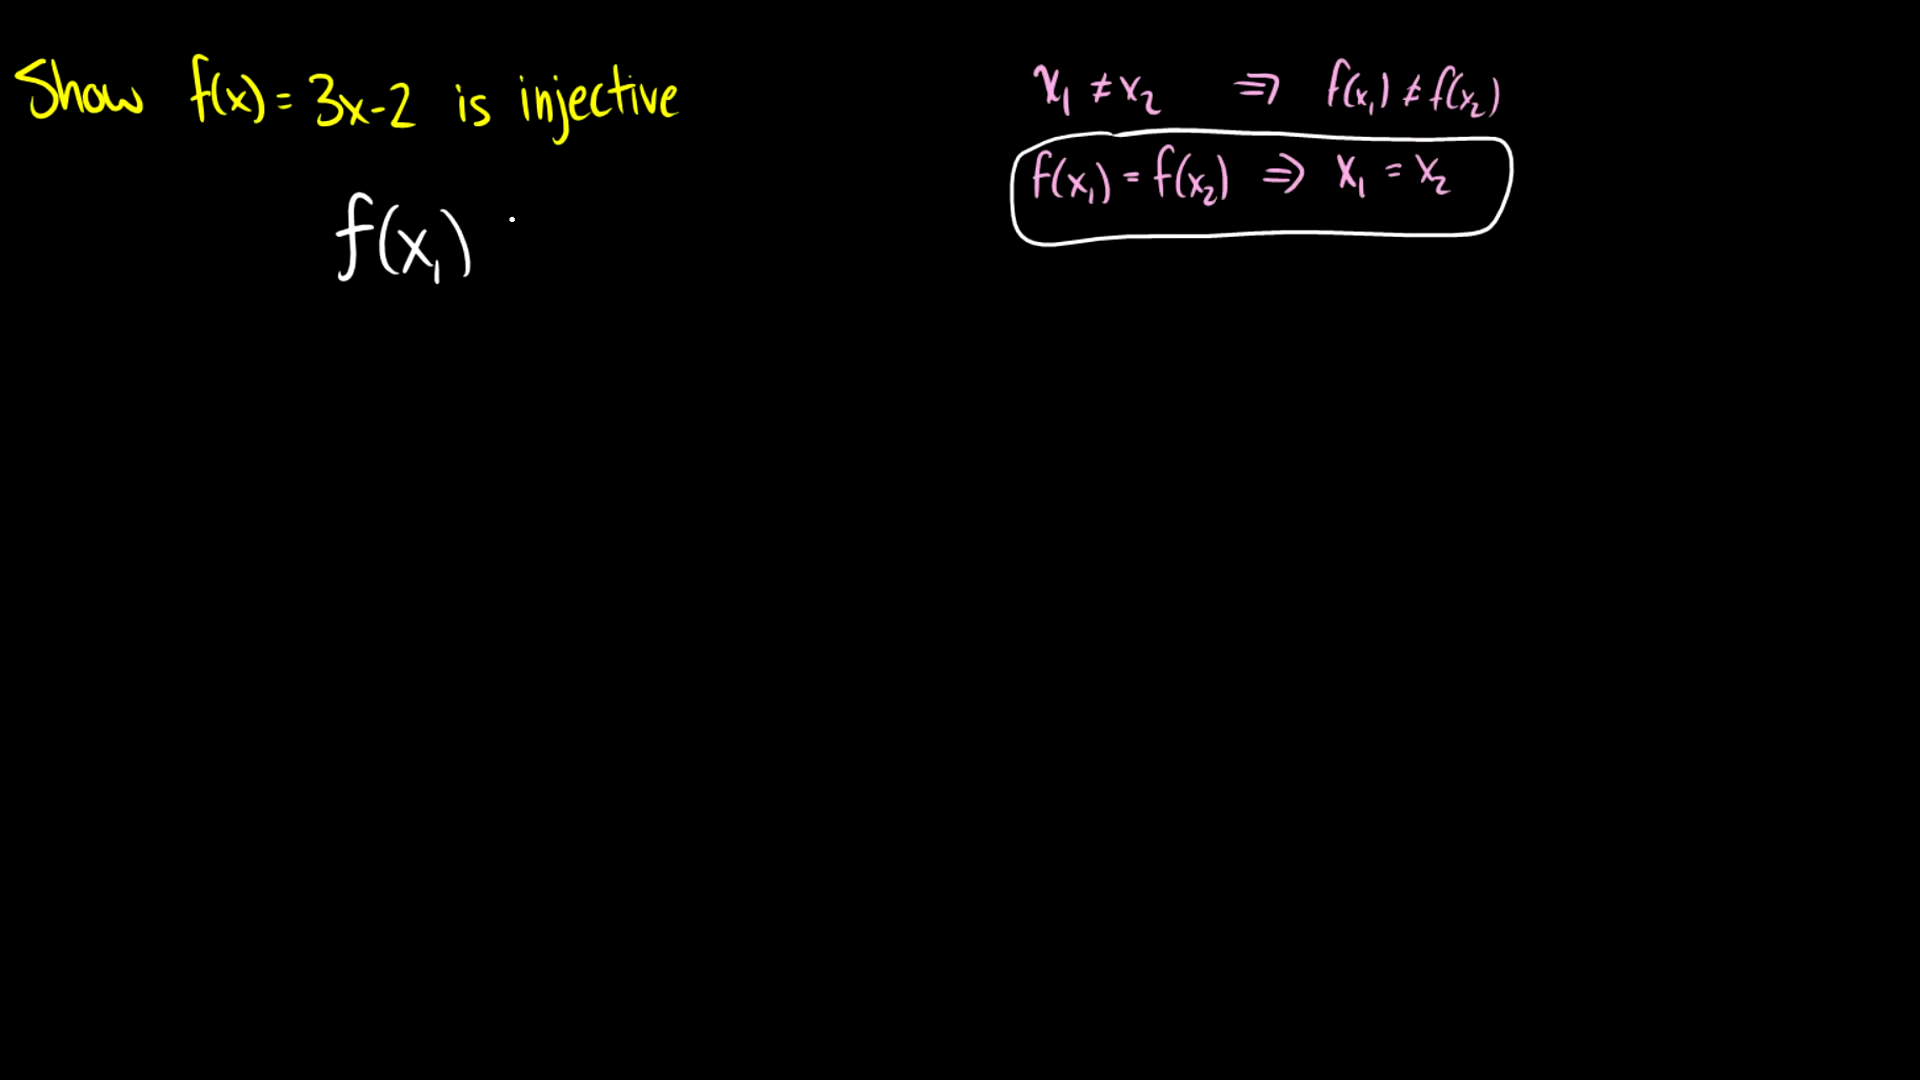 Show f(x) = 3x-2 is injective
x₁ ≠ x₂ ⇒ f(x₁) ≠ f(x₂)
f(x₁) = f(x₂) ⇒ x₁ = x₂
f(x₁)